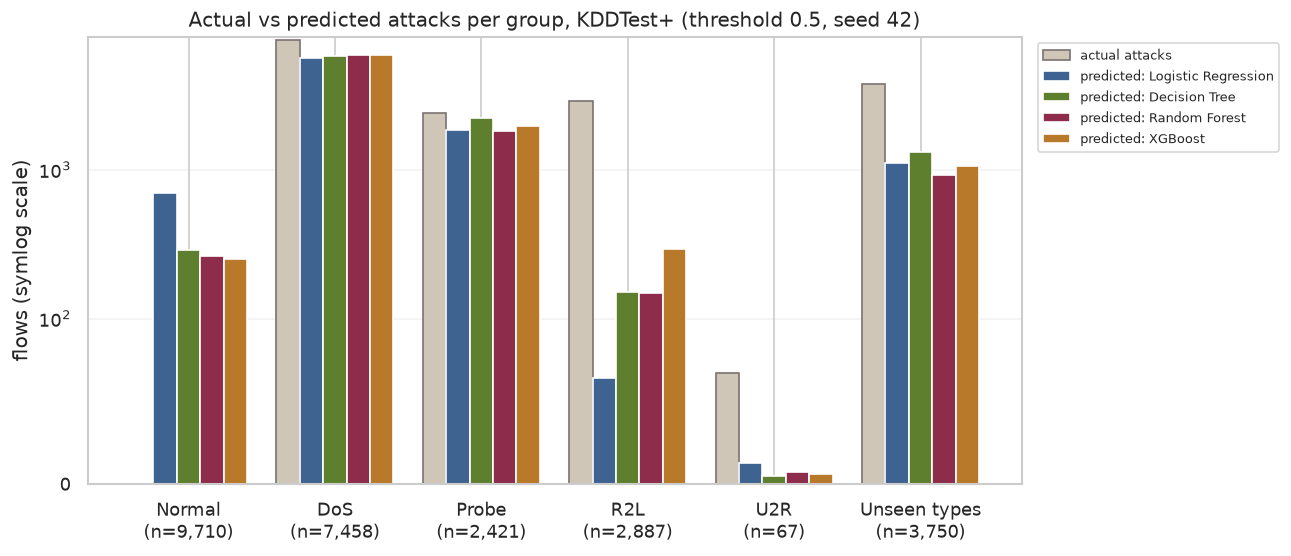 Actual vs predicted attacks per group, KDDTest+ (threshold 0.5, seed 42)
flows (symlog scale)
10³
10²
0
Normal
(n=9,710)
DoS
(n=7,458)
Probe
(n=2,421)
R2L
(n=2,887)
U2R
(n=67)
Unseen types
(n=3,750)
actual attacks
predicted: Logistic Regression
predicted: Decision Tree
predicted: Random Forest
predicted: XGBoost